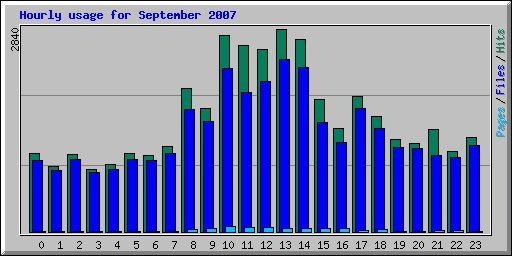 Hourly usage for September 2007
2840
Pages/Files/Hits
0 1 2 3 4 5 6 7 8 9 10 11 12 13 14 15 16 17 18 19 20 21 22 23